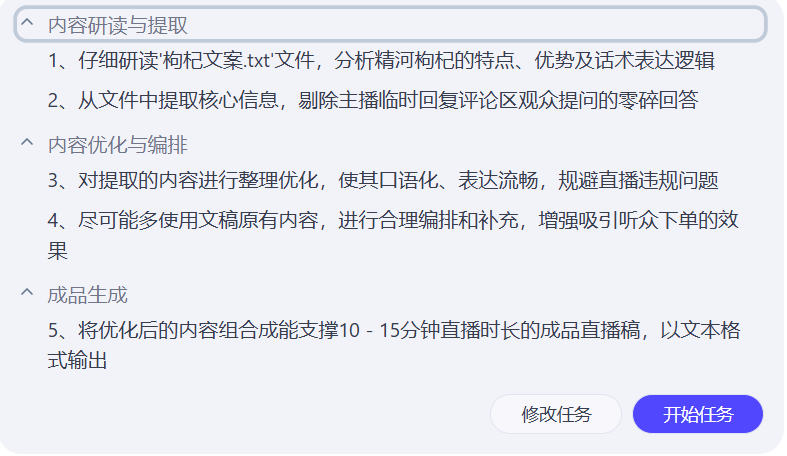 内容研读与提取
1、仔细研读'枸杞文案.txt'文件，分析精河枸杞的特点、优势及话术表达逻辑
2、从文件中提取核心信息，剔除主播临时回复评论区观众提问的零碎回答
内容优化与编排
3、对提取的内容进行整理优化，使其口语化、表达流畅，规避直播违规问题
4、尽可能多使用文稿原有内容，进行合理编排和补充，增强吸引听众下单的效
果
成品生成
5、将优化后的内容组合成能支撑10 - 15分钟直播时长的成品直播稿，以文本格
式输出
修改任务 开始任务